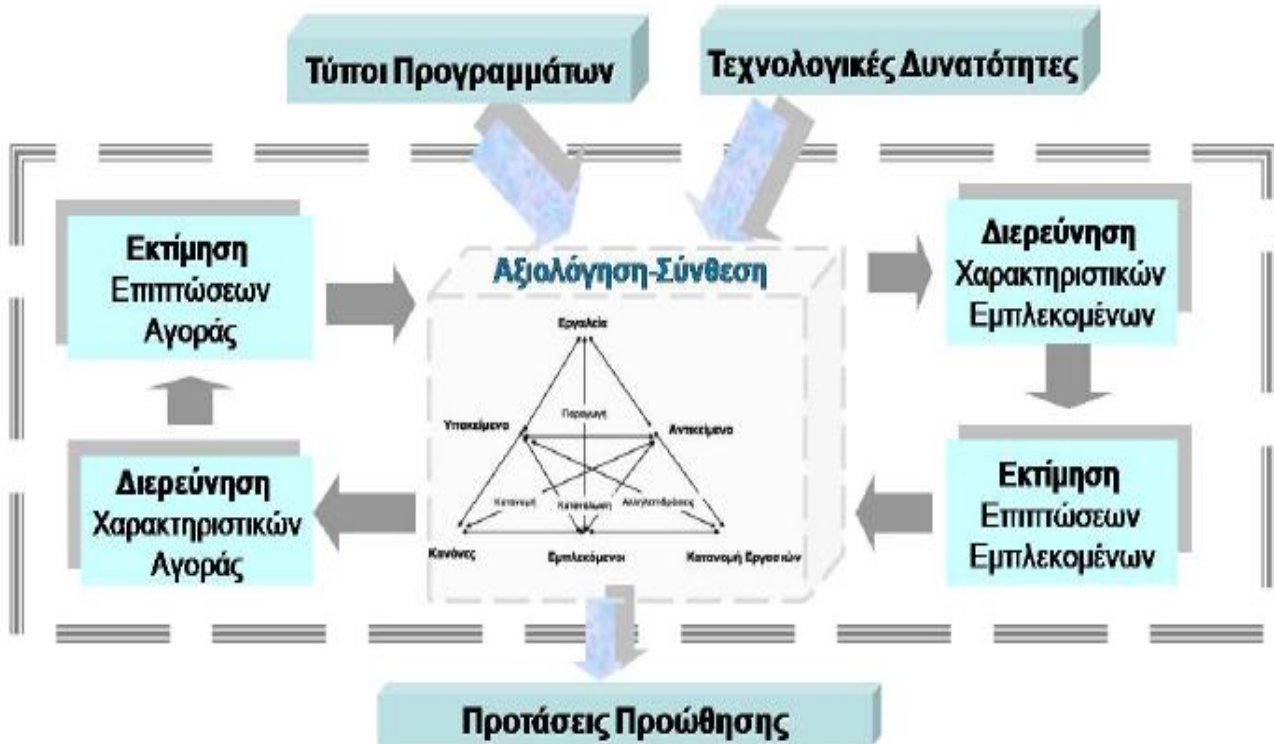 Τύποι Προγραμμάτων
Τεχνολογικές Δυνατότητες
Εκτίμηση
Επιπτώσεων
Αγοράς
Αξιολόγηση-Σύνθεση
Διερεύνηση
Χαρακτηριστικών
Εμπλεκομένων
Εργαλεία
Παραγωγή
Υποκείμενο
Αντικείμενο
Διερεύνηση
Χαρακτηριστικών
Αγοράς
Κατανομή
Κατανάλωση
Αλληλεπιδράσεις
Κανόνες
Εμπλεκόμενοι
Κατανομή Εργασιών
Εκτίμηση
Επιπτώσεων
Εμπλεκομένων
Προτάσεις Προώθησης